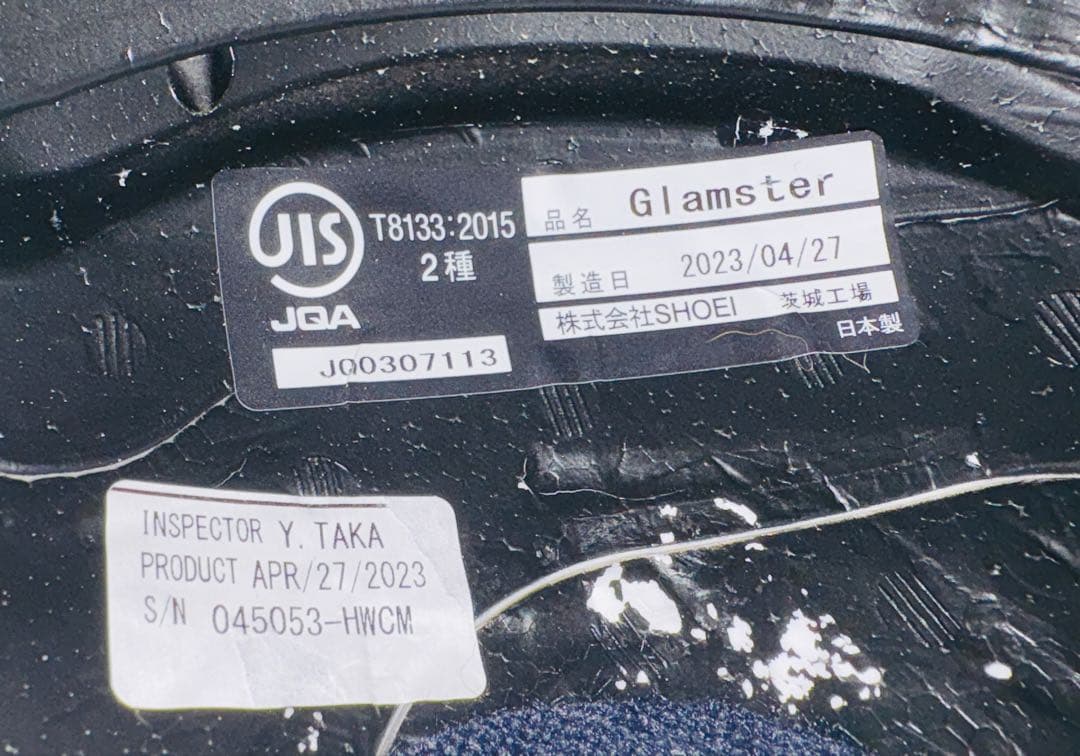 JIS
T8133:2015
2種
JQA
JQ0307113
品名 Glamster
製造日 2023/04/27
株式会社SHOEI 茨城工場
日本製
INSPECTOR Y. TAKA
PRODUCT APR/27/2023
S/N 045053-HWCM